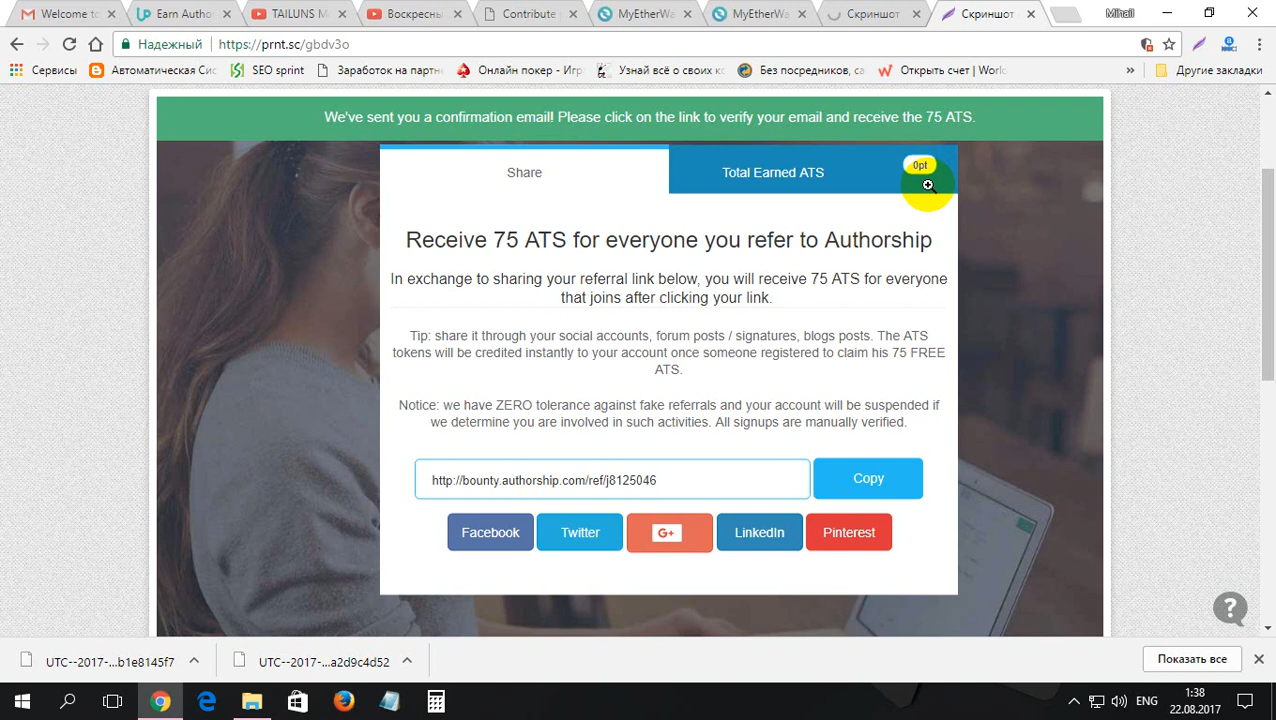 Welcome to
Earn Autho
TAILUNS M
Воскресны
Contribute
MyEtherWa
MyEtherWa
Скриншот
Скриншот
Mihail
Надежный
https://prnt.sc/gbdv3o
Сервисы
Автоматическая Сис
SEO sprint
Заработок на партн
Онлайн покер - Игр
Узнай всё о своих ко
Без посредников, са
Открыть счет | World
Другие закладки
We've sent you a confirmation email! Please click on the link to verify your email and receive the 75 ATS.
Share
Total Earned ATS
0pt
Receive 75 ATS for everyone you refer to Authorship
In exchange to sharing your referral link below, you will receive 75 ATS for everyone
that joins after clicking your link.
Tip: share it through your social accounts, forum posts / signatures, blogs posts. The ATS
tokens will be credited instantly to your account once someone registered to claim his 75 FREE
ATS.
Notice: we have ZERO tolerance against fake referrals and your account will be suspended if
we determine you are involved in such activities. All signups are manually verified.
http://bounty.authorship.com/ref/j8125046
Copy
Facebook
Twitter
G+
LinkedIn
Pinterest
UTC--2017-...b1e8145f7
UTC--2017-...a2d9c4d52
Показать все
ENG
1:38
22.08.2017